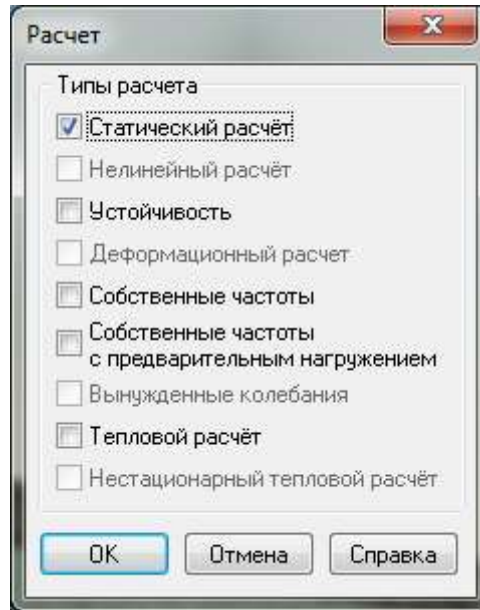 Расчет
Типы расчета
Статический расчёт
Нелинейный расчёт
Устойчивость
Деформационный расчет
Собственные частоты
Собственные частоты
с предварительным нагружением
Вынужденные колебания
Тепловой расчёт
Нестационарный тепловой расчёт
OK Отмена Справка